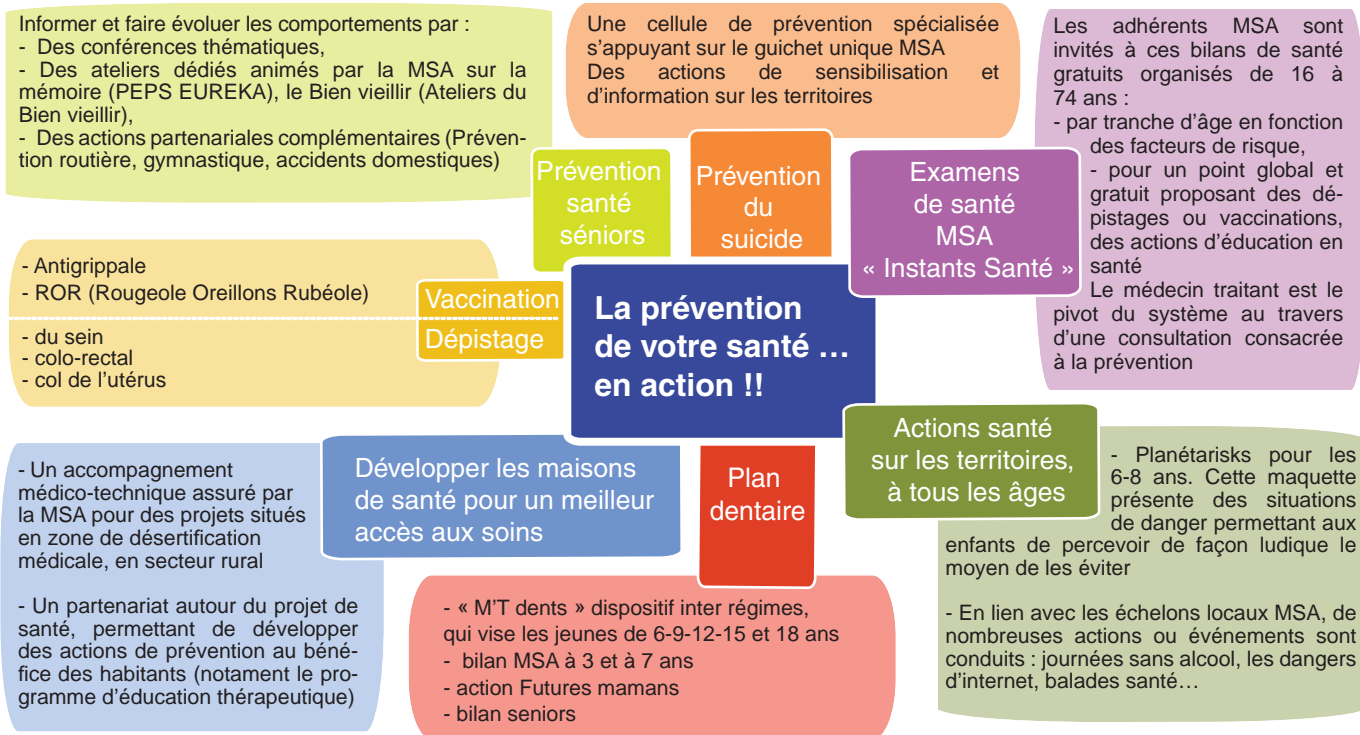 Informer et faire évoluer les comportements par :
- Des conférences thématiques,
- Des ateliers dédiés animés par la MSA sur la
mémoire (PEPS EUREKA), le Bien vieillir (Ateliers du
Bien vieillir),
- Des actions partenariales complémentaires (Préven-
tion routière, gymnastique, accidents domestiques)
Prévention
santé
séniors
Une cellule de prévention spécialisée
s’appuyant sur le guichet unique MSA
Des actions de sensibilisation et
d’information sur les territoires
Prévention
du
suicide
Les adhérents MSA sont
invités à ces bilans de santé
gratuits organisés de 16 à
74 ans :
- par tranche d’âge en fonction
des facteurs de risque,
- pour un point global et
gratuit proposant des dé-
pistages ou vaccinations,
des actions d’éducation en
santé
Le médecin traitant est le
pivot du système au travers
d’une consultation consacrée
à la prévention
Examens
de santé
MSA
« Instants Santé »
- Antigrippale
- ROR (Rougeole Oreillons Rubéole)
Vaccination
- du sein
- colo-rectal
- col de l’utérus
Dépistage
La prévention
de votre santé ...
en action !!
- Un accompagnement
médico-technique assuré par
la MSA pour des projets situés
en zone de désertification
médicale, en secteur rural
- Un partenariat autour du projet de
santé, permettant de développer
des actions de prévention au béné-
fice des habitants (notament le pro-
gramme d’éducation thérapeutique)
Développer les maisons
de santé pour un meilleur
accès aux soins
Plan
dentaire
- « M’T dents » dispositif inter régimes,
qui vise les jeunes de 6-9-12-15 et 18 ans
- bilan MSA à 3 et à 7 ans
- action Futures mamans
- bilan seniors
Actions santé
sur les territoires,
à tous les âges
- Planétarisks pour les
6-8 ans. Cette maquette
présente des situations
de danger permettant aux
enfants de percevoir de façon ludique le
moyen de les éviter
- En lien avec les échelons locaux MSA, de
nombreuses actions ou événements sont
conduits : journées sans alcool, les dangers
d’internet, balades santé…